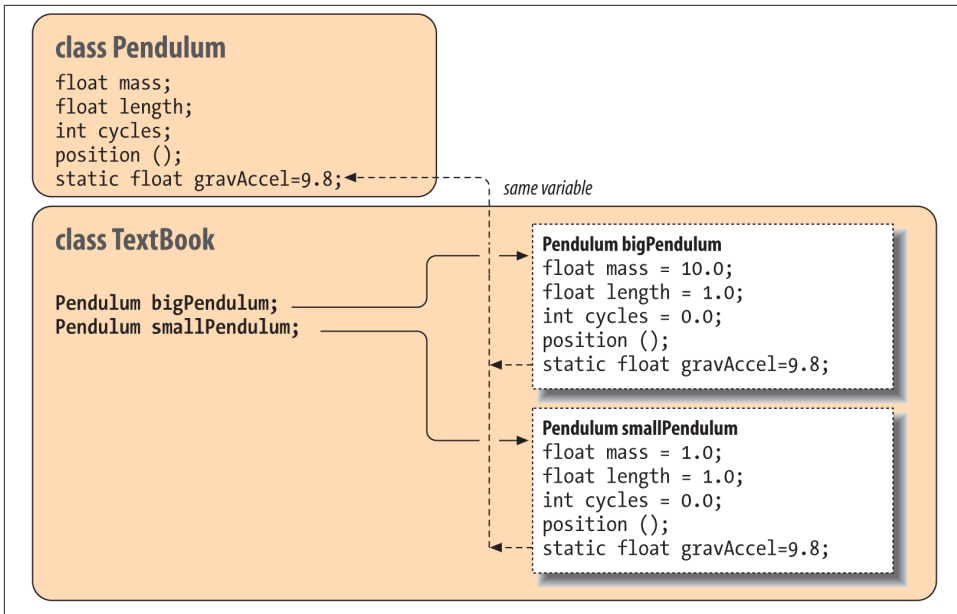 class Pendulum
float mass;
float length;
int cycles;
position ();
static float gravAccel=9.8;
same variable
class TextBook
Pendulum bigPendulum;
Pendulum smallPendulum;
Pendulum bigPendulum
float mass = 10.0;
float length = 1.0;
int cycles = 0.0;
position ();
static float gravAccel=9.8;
Pendulum smallPendulum
float mass = 1.0;
float length = 1.0;
int cycles = 0.0;
position ();
static float gravAccel=9.8;